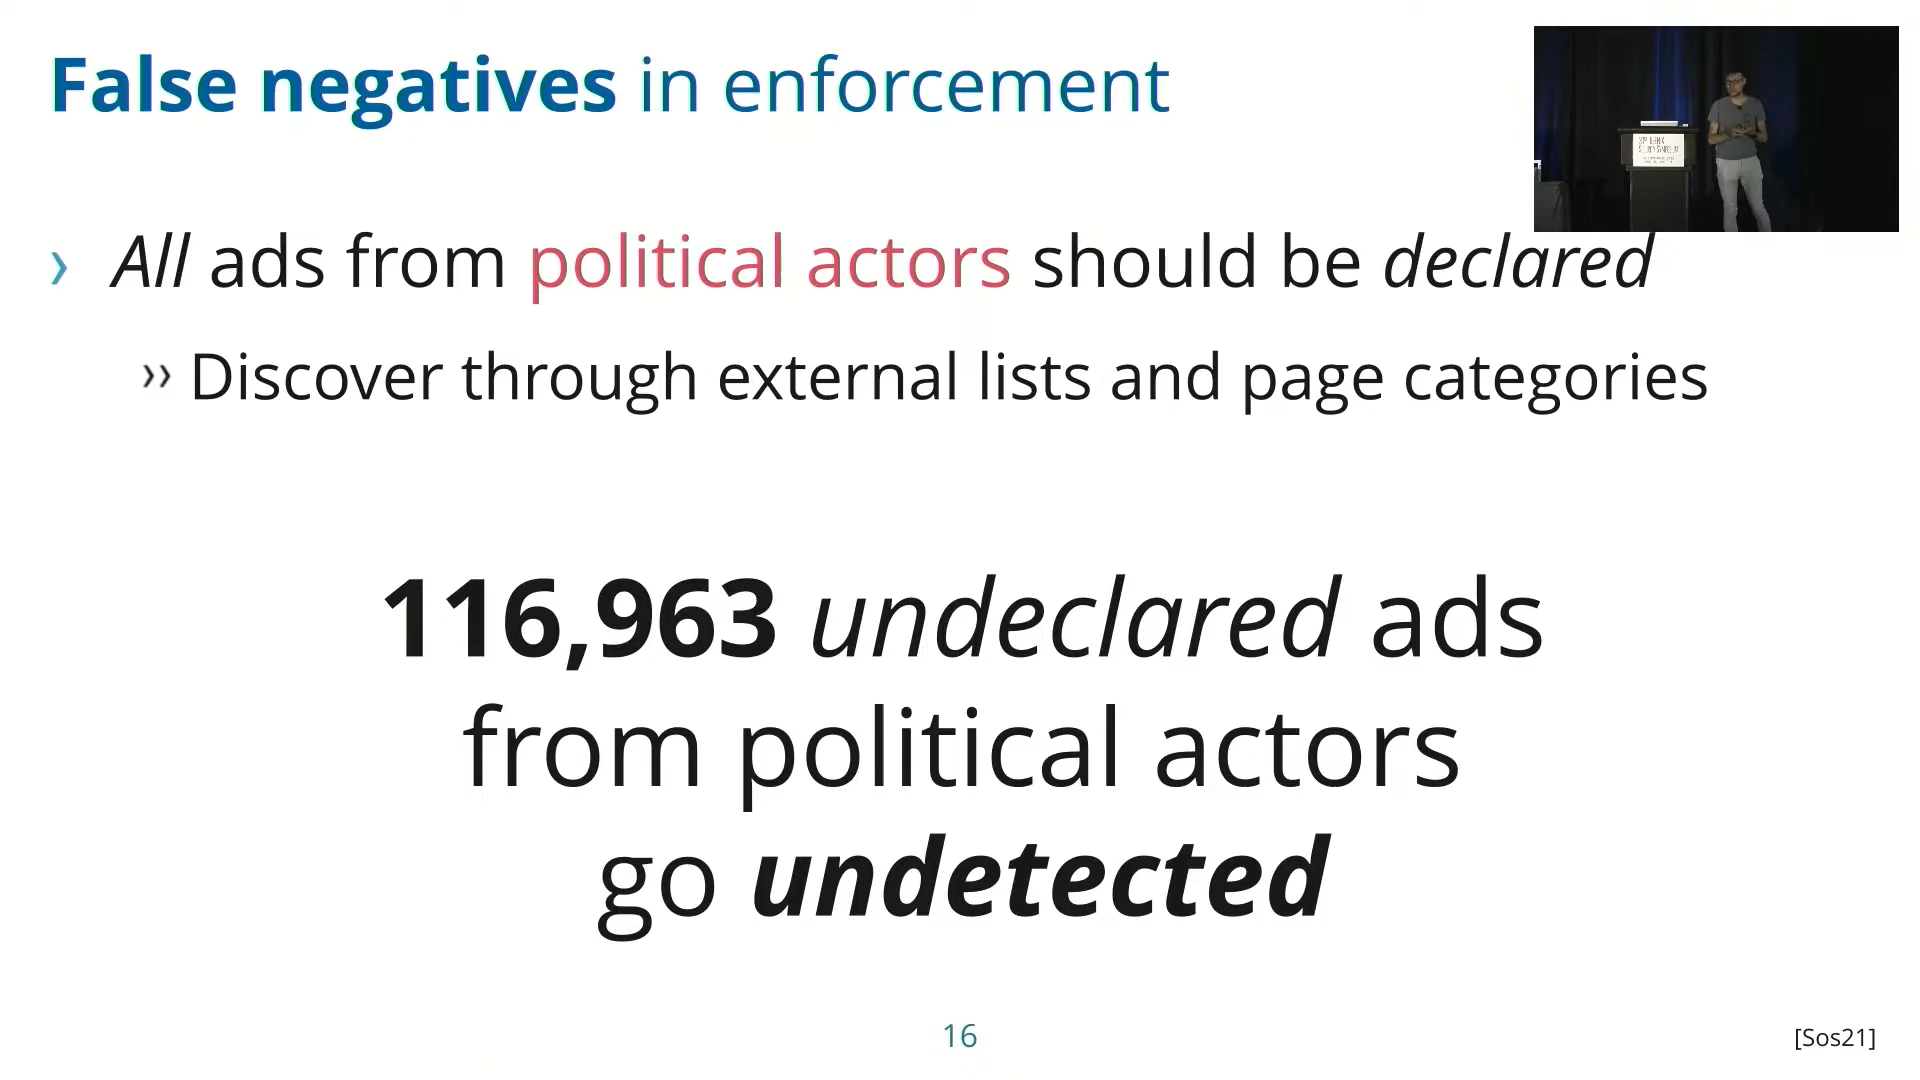 False negatives in enforcement
› All ads from political actors should be declared
›› Discover through external lists and page categories
116,963 undeclared ads
from political actors
go undetected
16
[Sos21]